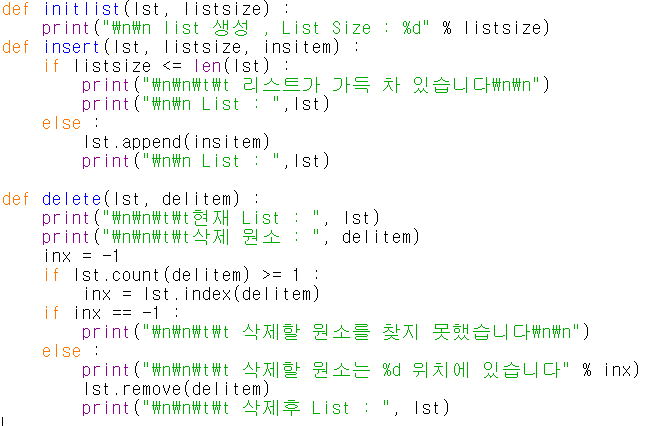 def initlist(lst, listsize) :
    print("₩n₩n list 생성 , List Size : %d" % listsize)
def insert(lst, listsize, insitem) :
    if listsize <= len(lst) :
        print("₩n₩n₩t₩t 리스트가 가득 차 있습니다₩n₩n")
        print("₩n₩n List : ",lst)
    else :
        lst.append(insitem)
        print("₩n₩n List : ",lst)

def delete(lst, delitem) :
    print("₩n₩n₩t₩t현재 List : ", lst)
    print("₩n₩n₩t₩t삭제 원소 : ", delitem)
    inx = -1
    if lst.count(delitem) >= 1 :
        inx = lst.index(delitem)
    if inx == -1 :
        print("₩n₩n₩t₩t 삭제할 원소를 찾지 못했습니다₩n₩n")
    else :
        print("₩n₩n₩t₩t 삭제할 원소는 %d 위치에 있습니다" % inx)
        lst.remove(delitem)
        print("₩n₩n₩t₩t 삭제후 List : ", lst)